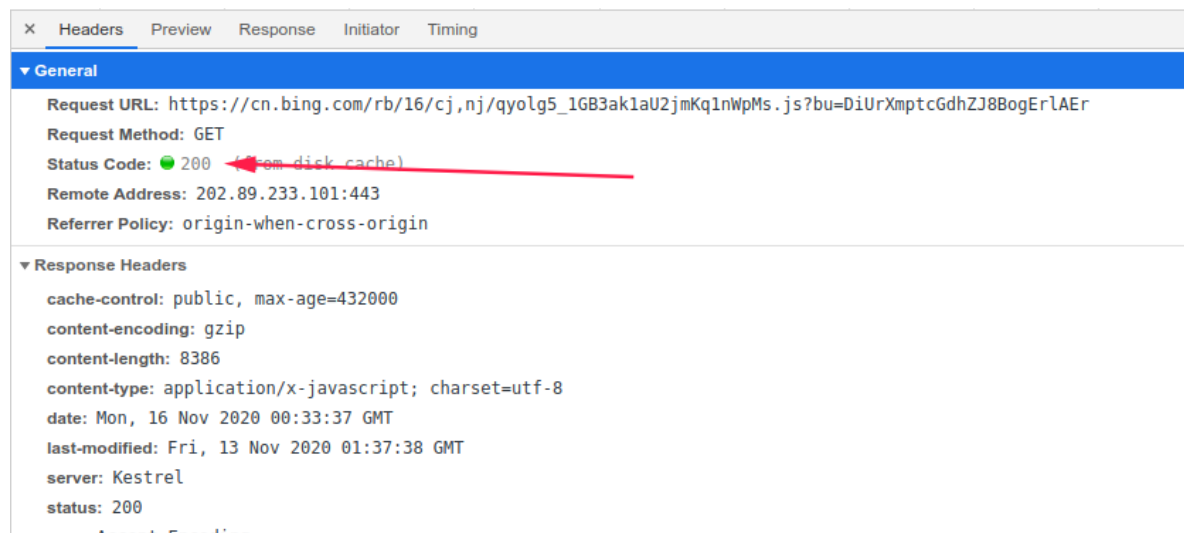 × Headers Preview Response Initiator Timing
▼ General
Request URL: https://cn.bing.com/rb/16/cj,nj/qyolg5_1GB3ak1aU2jmKq1nWpMs.js?bu=DiUrXmptcGdhZJ8BogErlAEr
Request Method: GET
Status Code: 200 (from disk cache)
Remote Address: 202.89.233.101:443
Referrer Policy: origin-when-cross-origin
▼ Response Headers
cache-control: public, max-age=432000
content-encoding: gzip
content-length: 8386
content-type: application/x-javascript; charset=utf-8
date: Mon, 16 Nov 2020 00:33:37 GMT
last-modified: Fri, 13 Nov 2020 01:37:38 GMT
server: Kestrel
status: 200